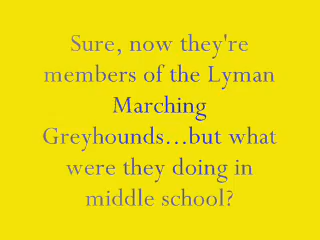 Sure, now they're
members of the Lyman
Marching
Greyhounds...but what
were they doing in
middle school?